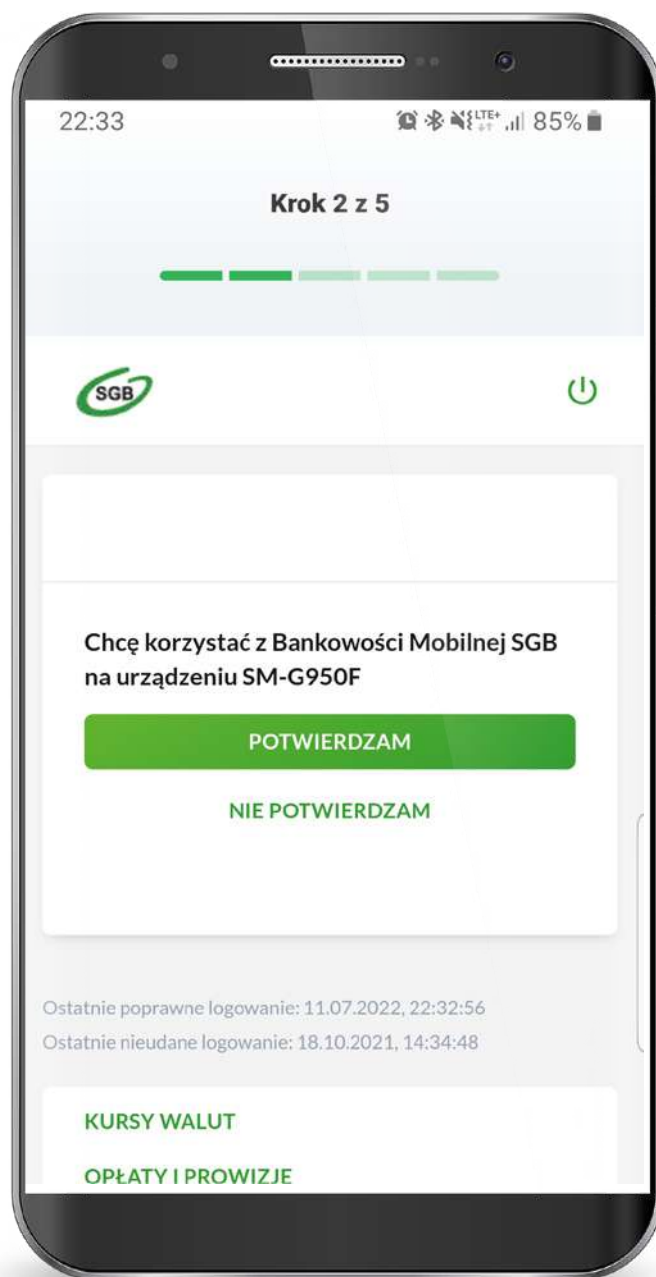 22:33 LTE+ 85%
Krok 2 z 5
SGB
Chcę korzystać z Bankowości Mobilnej SGB
na urządzeniu SM-G950F
POTWIERDZAM
NIE POTWIERDZAM
Ostatnie poprawne logowanie: 11.07.2022, 22:32:56
Ostatnie nieudane logowanie: 18.10.2021, 14:34:48
KURSY WALUT
OPŁATY I PROWIZJE